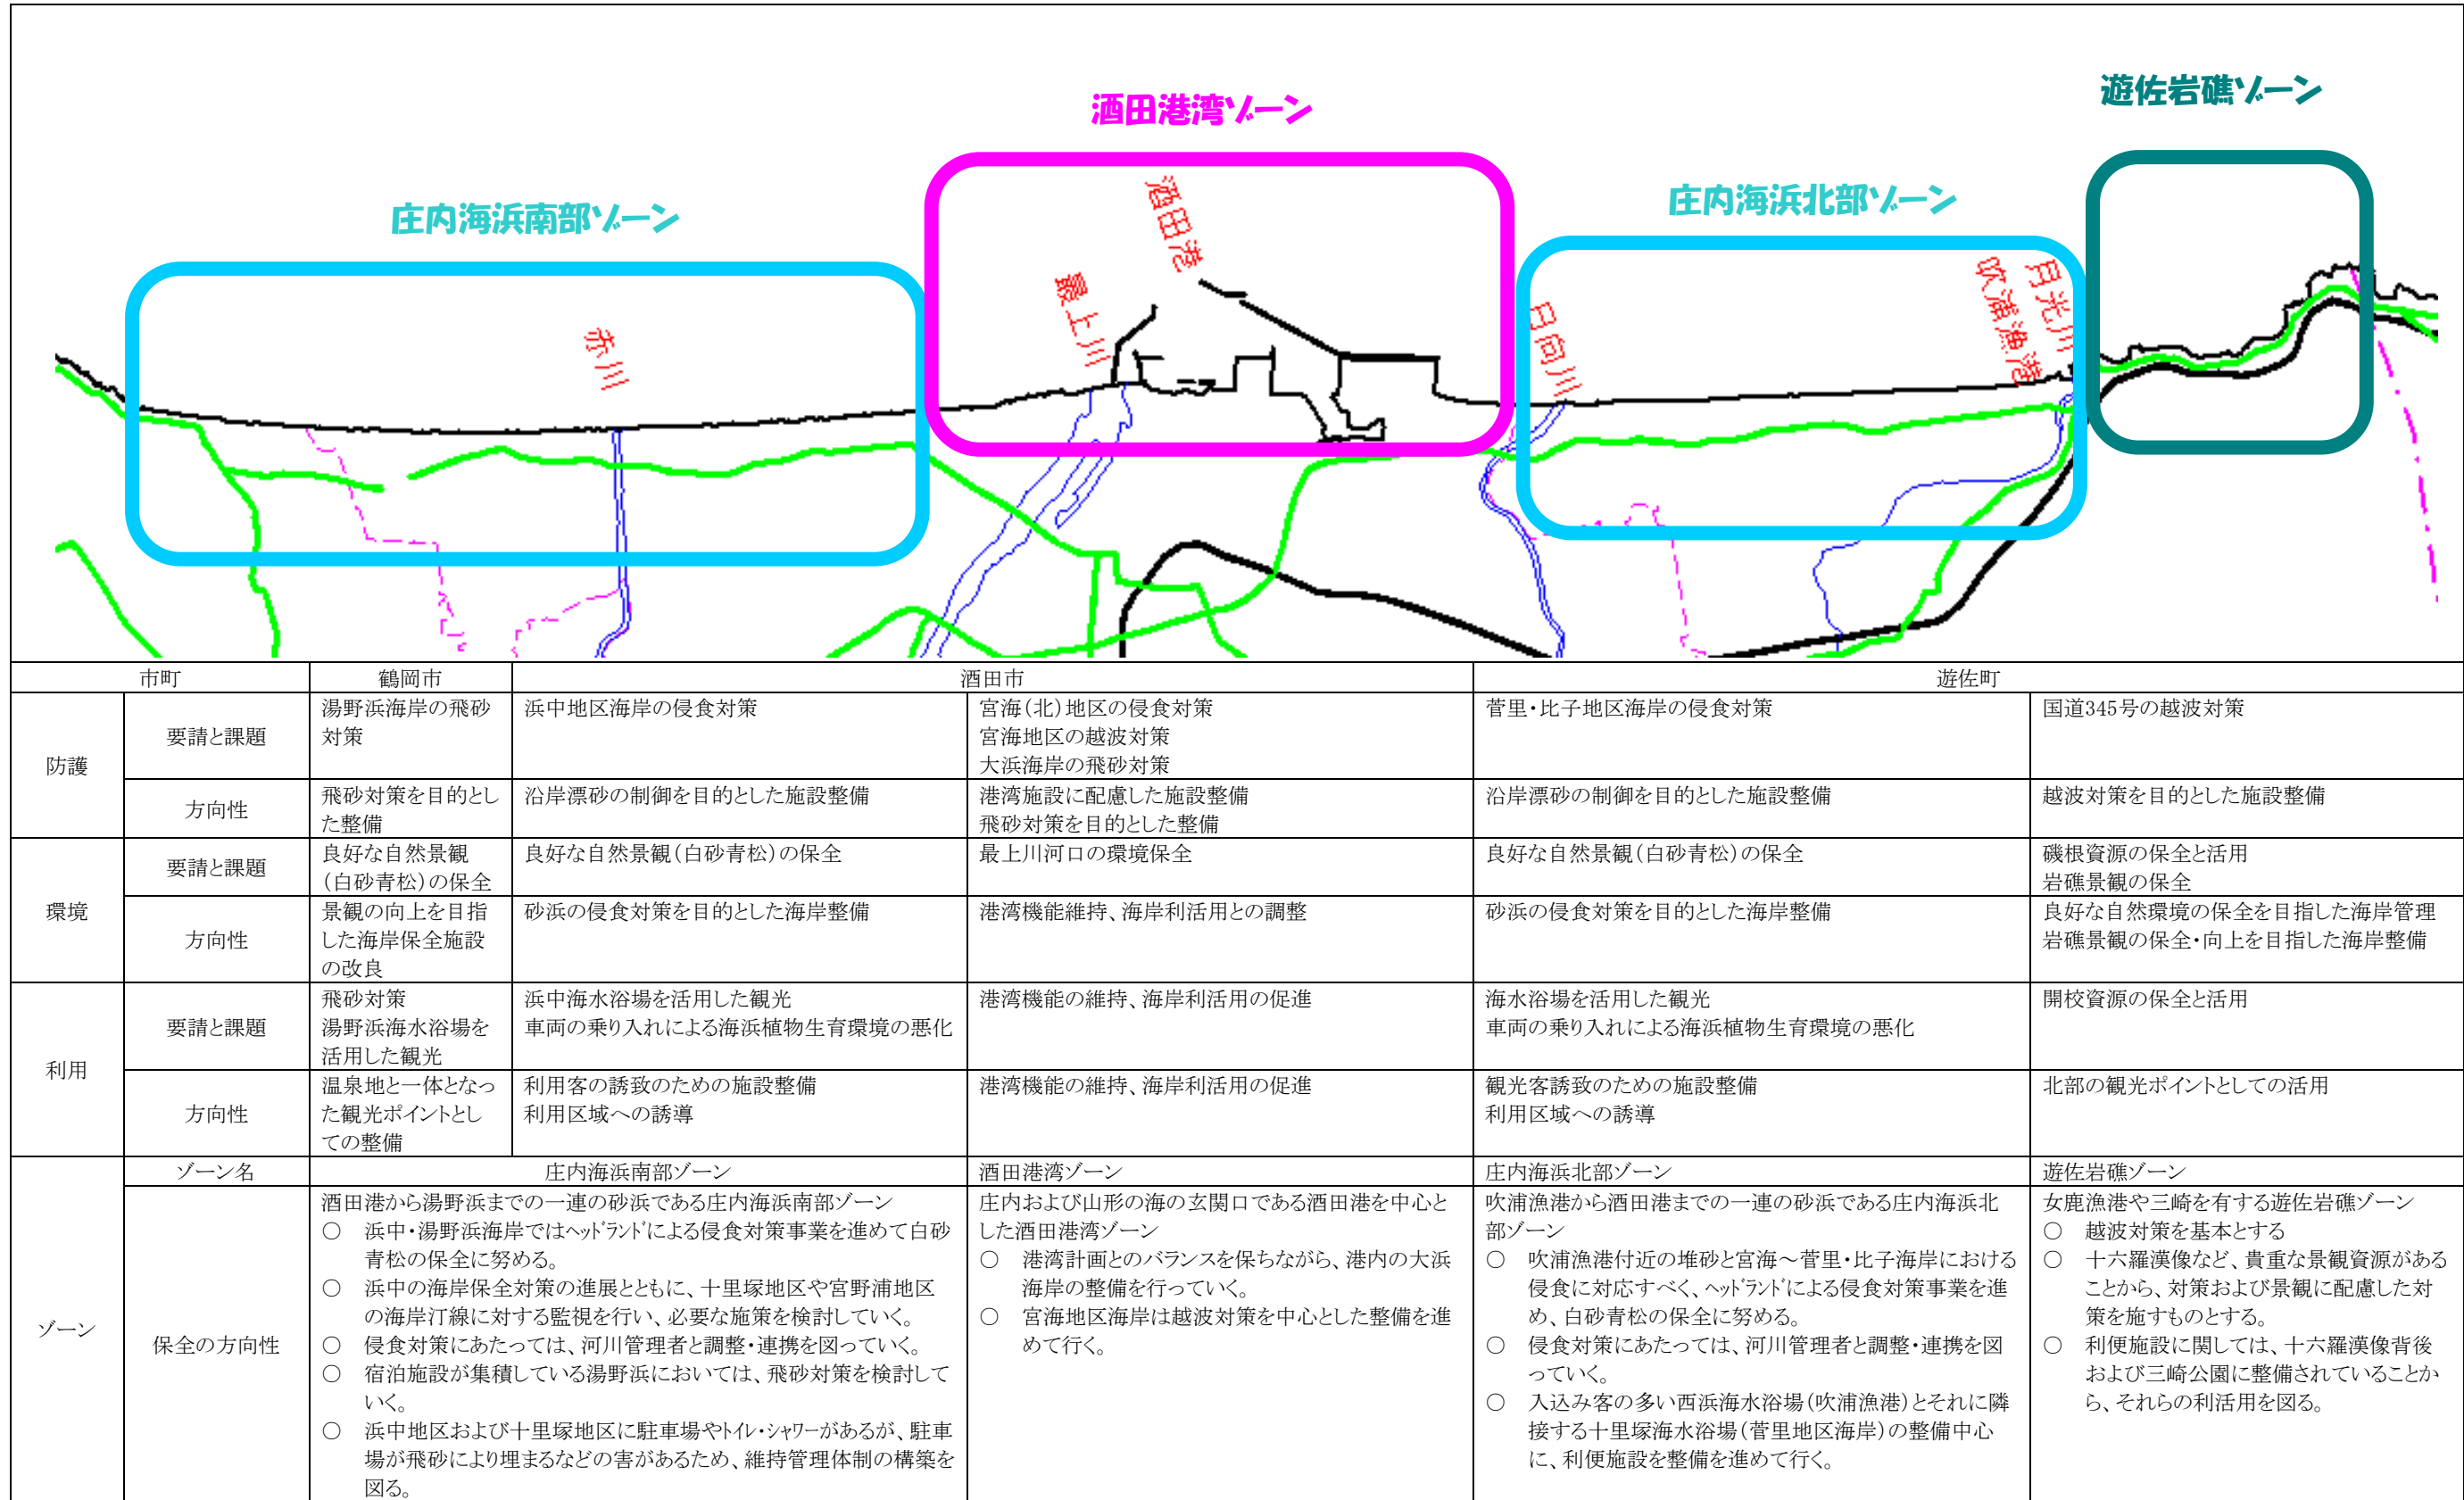 酒田港湾ゾーン
遊佐岩礁ゾーン
庄内海浜南部ゾーン
庄内海浜北部ゾーン
酒田港
最上川
赤川
日向川
吹浦漁港
月光川
市町
鶴岡市
酒田市
遊佐町
防護
要請と課題
湯野浜海岸の飛砂
対策
浜中地区海岸の侵食対策
宮海(北)地区の侵食対策
宮海地区の越波対策
大浜海岸の飛砂対策
菅里・比子地区海岸の侵食対策
国道345号の越波対策
方向性
飛砂対策を目的とし
た整備
沿岸漂砂の制御を目的とした施設整備
港湾施設に配慮した施設整備
飛砂対策を目的とした整備
沿岸漂砂の制御を目的とした施設整備
越波対策を目的とした施設整備
環境
要請と課題
良好な自然景観
(白砂青松)の保全
良好な自然景観(白砂青松)の保全
最上川河口の環境保全
良好な自然景観(白砂青松)の保全
磯根資源の保全と活用
岩礁景観の保全
方向性
景観の向上を目指
した海岸保全施設
の改良
砂浜の侵食対策を目的とした海岸整備
港湾機能維持、海岸利活用との調整
砂浜の侵食対策を目的とした海岸整備
良好な自然環境の保全を目指した海岸管理
岩礁景観の保全・向上を目指した海岸整備
利用
要請と課題
飛砂対策
湯野浜海水浴場を
活用した観光
浜中海水浴場を活用した観光
車両の乗り入れによる海浜植物生育環境の悪化
港湾機能の維持、海岸利活用の促進
海水浴場を活用した観光
車両の乗り入れによる海浜植物生育環境の悪化
開校資源の保全と活用
方向性
温泉地と一体となっ
た観光ポイントとし
ての整備
利用客の誘致のための施設整備
利用区域への誘導
港湾機能の維持、海岸利活用の促進
観光客誘致のための施設整備
利用区域への誘導
北部の観光ポイントとしての活用
ゾーン
ゾーン名
庄内海浜南部ゾーン
酒田港湾ゾーン
庄内海浜北部ゾーン
遊佐岩礁ゾーン
保全の方向性
酒田港から湯野浜までの一連の砂浜である庄内海浜南部ゾーン
○ 浜中・湯野浜海岸ではヘッドランドによる侵食対策事業を進めて白砂
青松の保全に努める。
○ 浜中の海岸保全対策の進展とともに、十里塚地区や宮野浦地区
の海岸汀線に対する監視を行い、必要な施策を検討していく。
○ 侵食対策にあたっては、河川管理者と調整・連携を図っていく。
○ 宿泊施設が集積している湯野浜においては、飛砂対策を検討して
いく。
○ 浜中地区および十里塚地区に駐車場やトイレ・シャワーがあるが、駐車
場が飛砂により埋まるなどの害があるため、維持管理体制の構築を
図る。
庄内および山形の海の玄関口である酒田港を中心と
した酒田港湾ゾーン
○ 港湾計画とのバランスを保ちながら、港内の大浜
海岸の整備を行っていく。
○ 宮海地区海岸は越波対策を中心とした整備を進
めて行く。
吹浦漁港から酒田港までの一連の砂浜である庄内海浜北
部ゾーン
○ 吹浦漁港付近の堆砂と宮海～菅里・比子海岸における
侵食に対応すべく、ヘッドランドによる侵食対策事業を進
め、白砂青松の保全に努める。
○ 侵食対策にあたっては、河川管理者と調整・連携を図
っていく。
○ 入込み客の多い西浜海水浴場(吹浦漁港)とそれに隣
接する十里塚海水浴場(菅里地区海岸)の整備中心
に、利便施設を整備を進めて行く。
女鹿漁港や三崎を有する遊佐岩礁ゾーン
○ 越波対策を基本とする
○ 十六羅漢像など、貴重な景観資源がある
ことから、対策および景観に配慮した対
策を施すものとする。
○ 利便施設に関しては、十六羅漢像背後
および三崎公園に整備されていることか
ら、それらの利活用を図る。